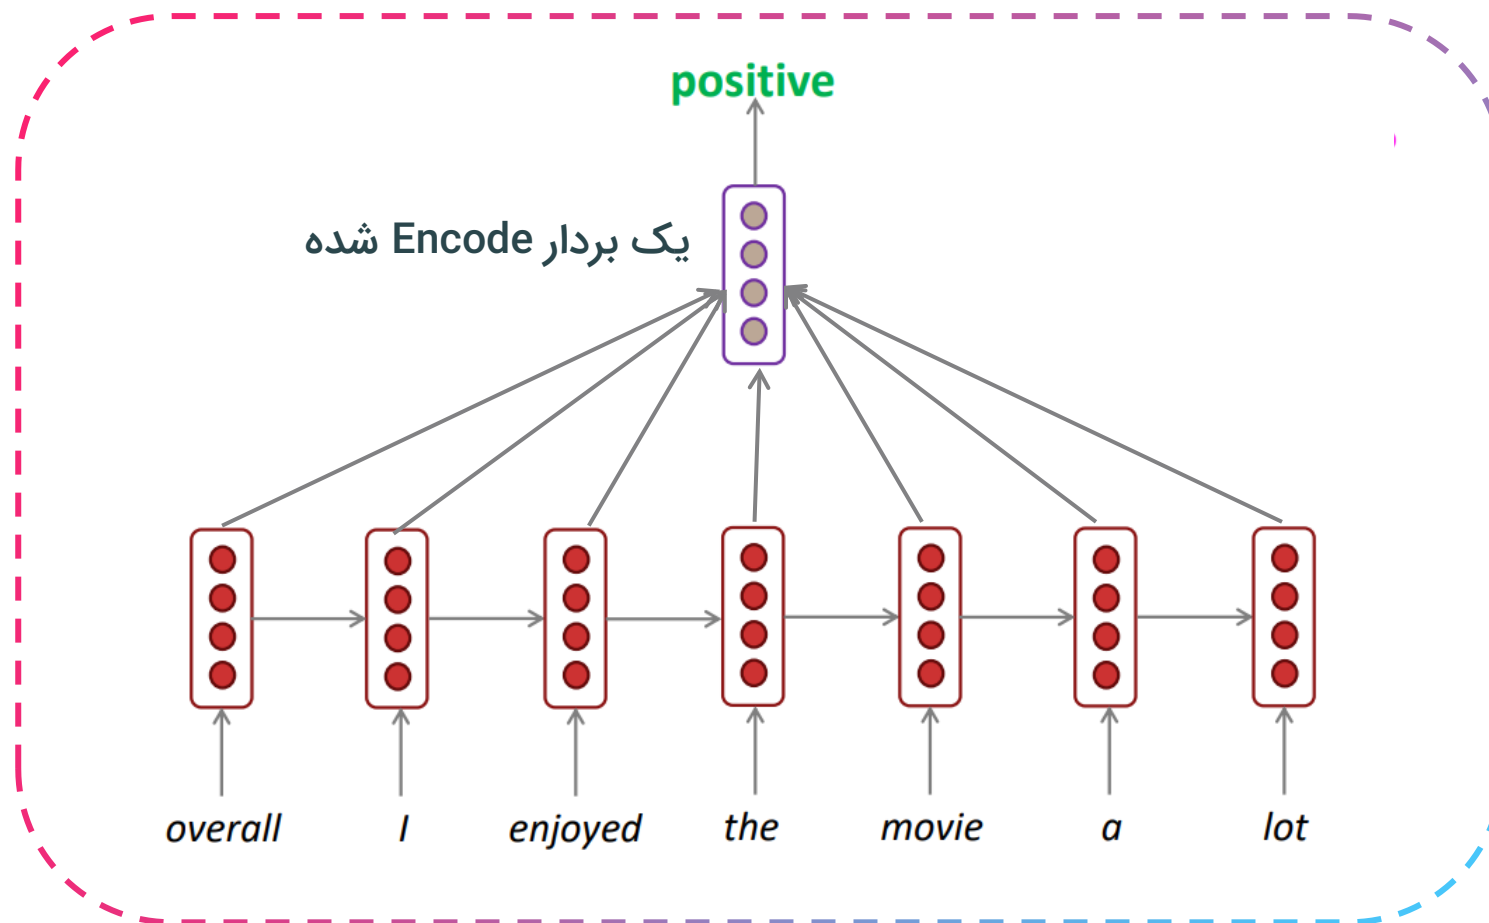 positive
یک بردار Encode شده
overall I enjoyed the movie a lot